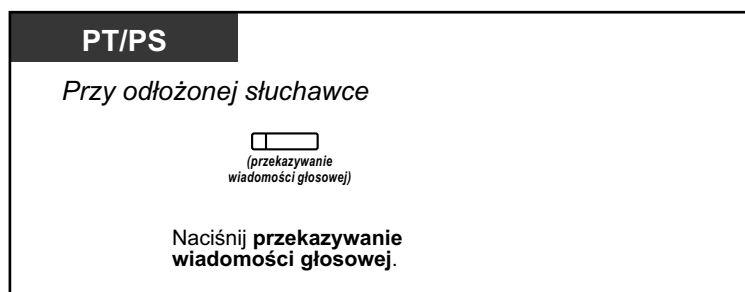 PT/PS
Przy odłożonej słuchawce
(przekazywanie
wiadomości głosowej)
Naciśnij przekazywanie
wiadomości głosowej.